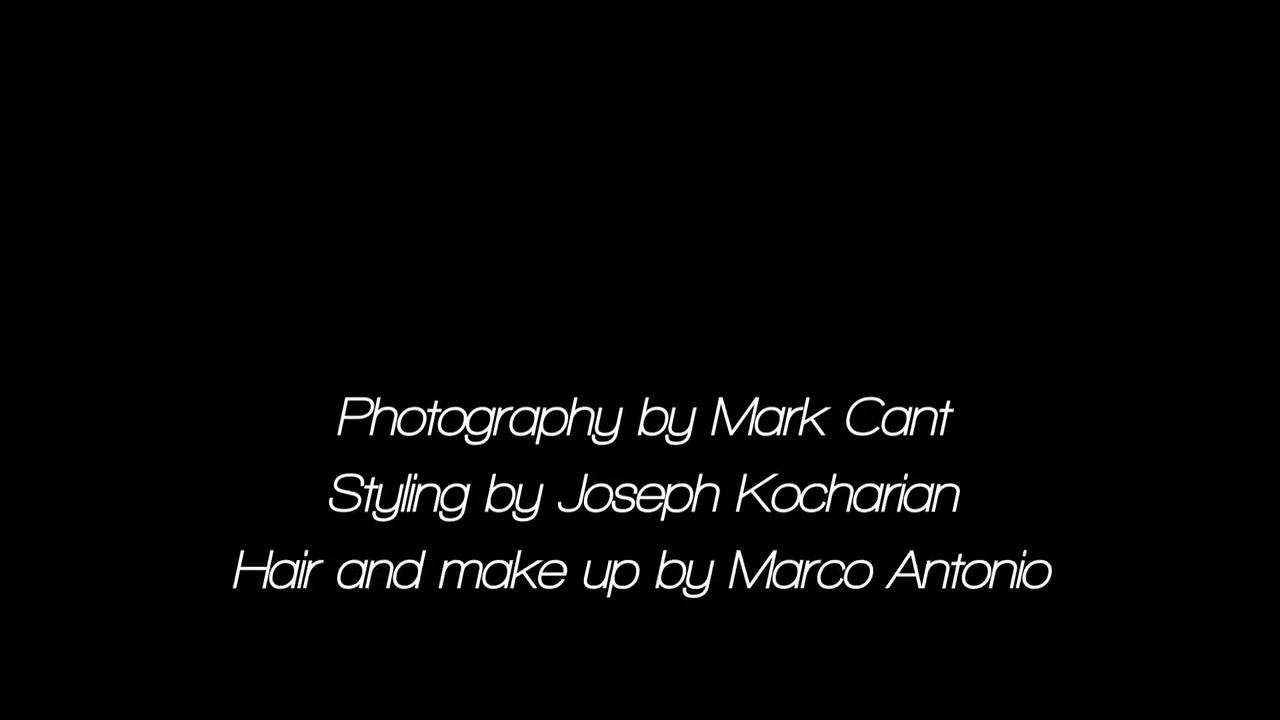 Photography by Mark Cant
Styling by Joseph Kocharian
Hair and make up by Marco Antonio